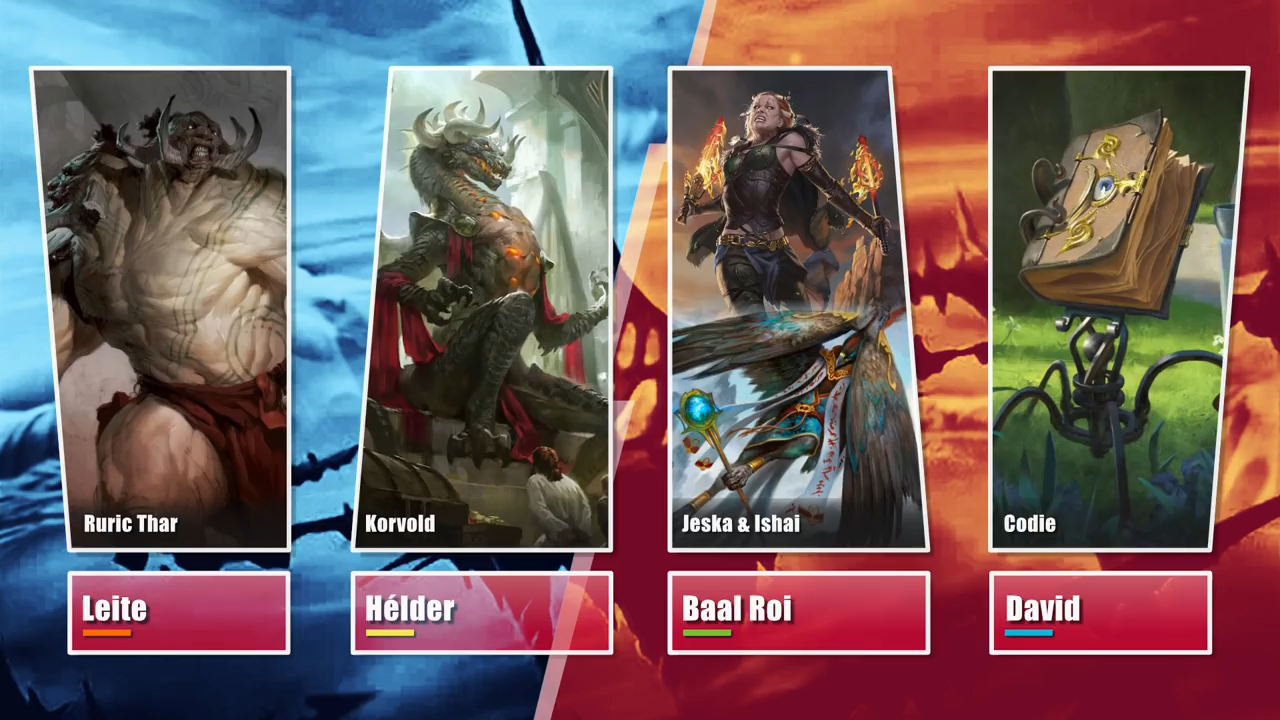 Ruric Thar
Korvold
Jeska & Ishai
Codie
Leite
Hélder
Baal Roi
David